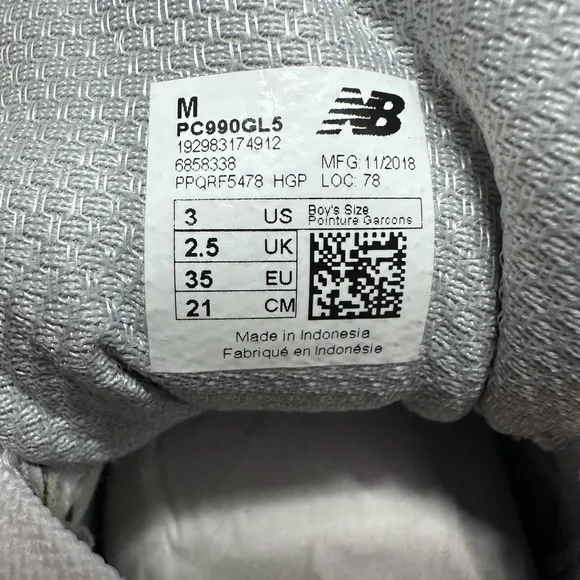 M
PC990GL5
192983174912
6858338 MFG: 11/2018
PPQRF5478 HGP LOC: 78
NB
3 US Boy's Size
Pointure Garcons
2.5 UK
35 EU
21 CM
Made in Indonesia
Fabriqué en Indonésie